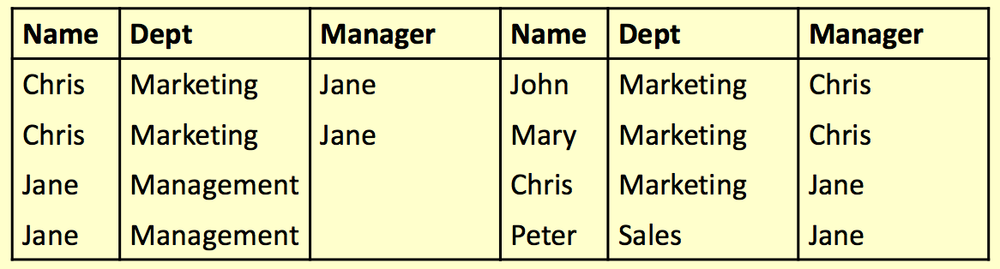 Name Dept Manager Name Dept Manager
Chris Marketing Jane John Marketing Chris
Chris Marketing Jane Mary Marketing Chris
Jane Management Chris Marketing Jane
Jane Management Peter Sales Jane